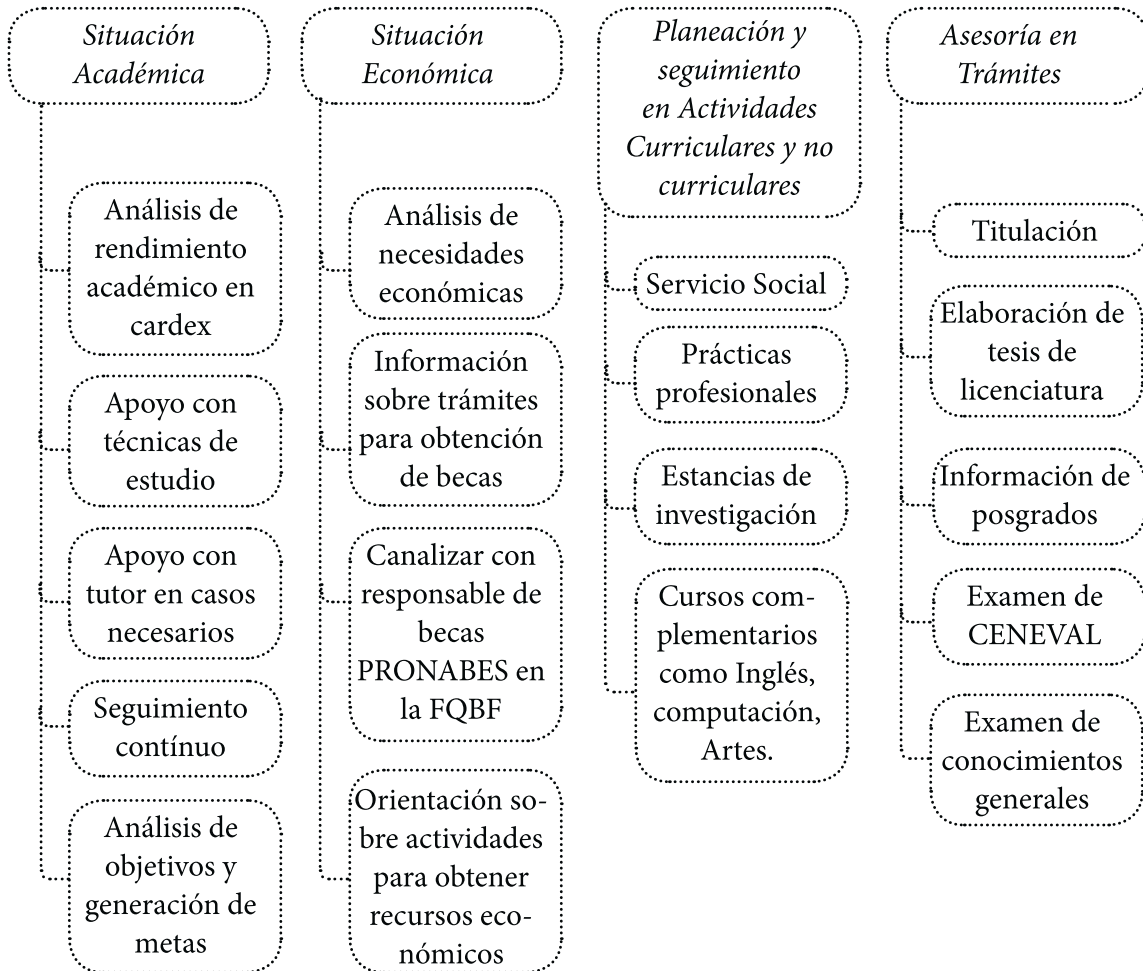 Situación
Académica
Análisis de
rendimiento
académico en
cardex
Apoyo con
técnicas de
estudio
Apoyo con
tutor en casos
necesarios
Seguimiento
contínuo
Análisis de
objetivos y
generación de
metas
Situación
Económica
Análisis de
necesidades
económicas
Información
sobre trámites
para obtención
de becas
Canalizar con
responsable de
becas
PRONABES en
la FQBF
Orientación so-
bre actividades
para obtener
recursos eco-
nómicos
Planeación y
seguimiento
en Actividades
Curriculares y no
curriculares
Servicio Social
Prácticas
profesionales
Estancias de
investigación
Cursos com-
plementarios
como Inglés,
computación,
Artes.
Asesoría en
Trámites
Titulación
Elaboración de
tesis de
licenciatura
Información de
posgrados
Examen de
CENEVAL
Examen de
conocimientos
generales